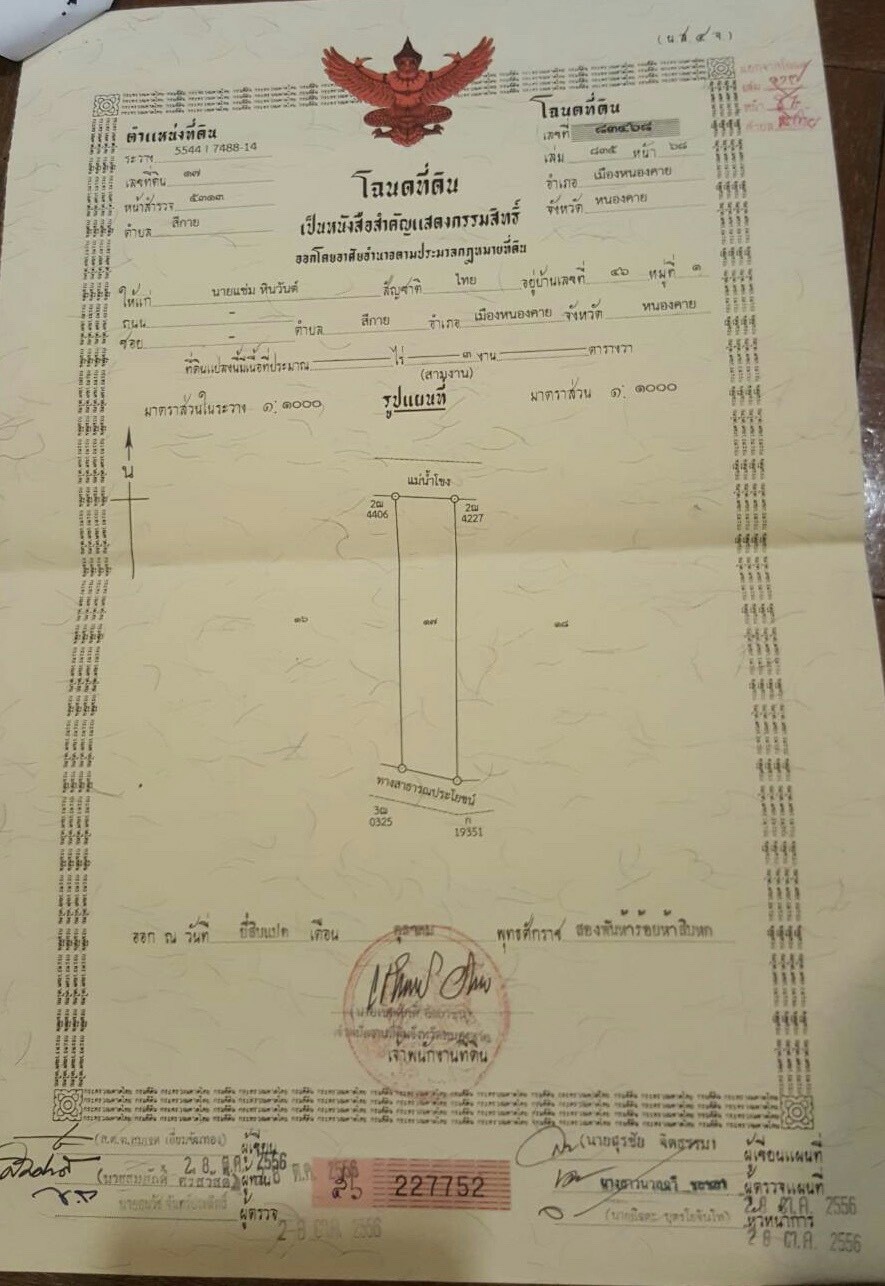 (น.ส.๔ จ.)
ตำแหน่งที่ดิน
ระวาง 5544 I 7488-14
เลขที่ดิน ๑๗
หน้าสำรวจ ๕๓๑๓
ตำบล สีกาย
โฉนดที่ดิน
เลขที่ ๘๓๔๖๘
เล่ม ๘๓๕ หน้า ๖๘
อำเภอ เมืองหนองคาย
จังหวัด หนองคาย
โฉนดที่ดิน
เป็นหนังสือสำคัญแสดงกรรมสิทธิ์
ออกโดยอาศัยอำนาจตามประมวลกฎหมายที่ดิน
ให้แก่ นายแช่ม หินวันต์ สัญชาติ ไทย อยู่บ้านเลขที่ ๔๖ หมู่ที่ ๑
ถนน -
ซอย - ตำบล สีกาย อำเภอ เมืองหนองคาย จังหวัด หนองคาย
ที่ดินแปลงนี้มีเนื้อที่ประมาณ - ไร่ ๓ งาน - ตารางวา
(สามงาน)
มาตราส่วนในระวาง ๑:๑๐๐๐ รูปแผนที่ มาตราส่วน ๑:๑๐๐๐
น
แม่น้ำโขง
2ฒ 4406
2ฒ 4227
๑๖ ๑๗ ๑๘
ทางสาธารณประโยชน์
3ฒ 0325
ก 19351
ออก ณ วันที่ ยี่สิบแปด เดือน ตุลาคม พุทธศักราช สองพันห้าร้อยห้าสิบหก
เจ้าพนักงานที่ดิน
ผู้เขียน
28 ต.ค. 2556
ผู้ทาน
ผู้ตรวจ
28 ต.ค. 2556
227752
(นายสุรชัย จิตธรรม) ผู้เขียนแผนที่
ผู้ตรวจแผนที่
28 ต.ค. 2556
หัวหน้าการ
28 ต.ค. 2556